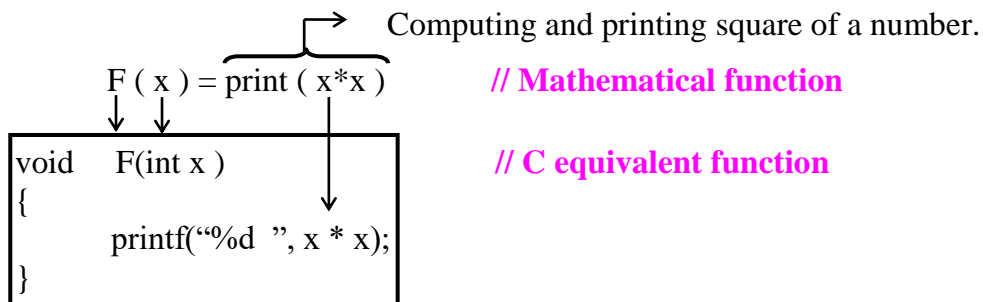 Computing and printing square of a number.
F ( x ) = print ( x*x ) // Mathematical function
void F(int x ) // C equivalent function
{
printf(“%d ”, x * x);
}